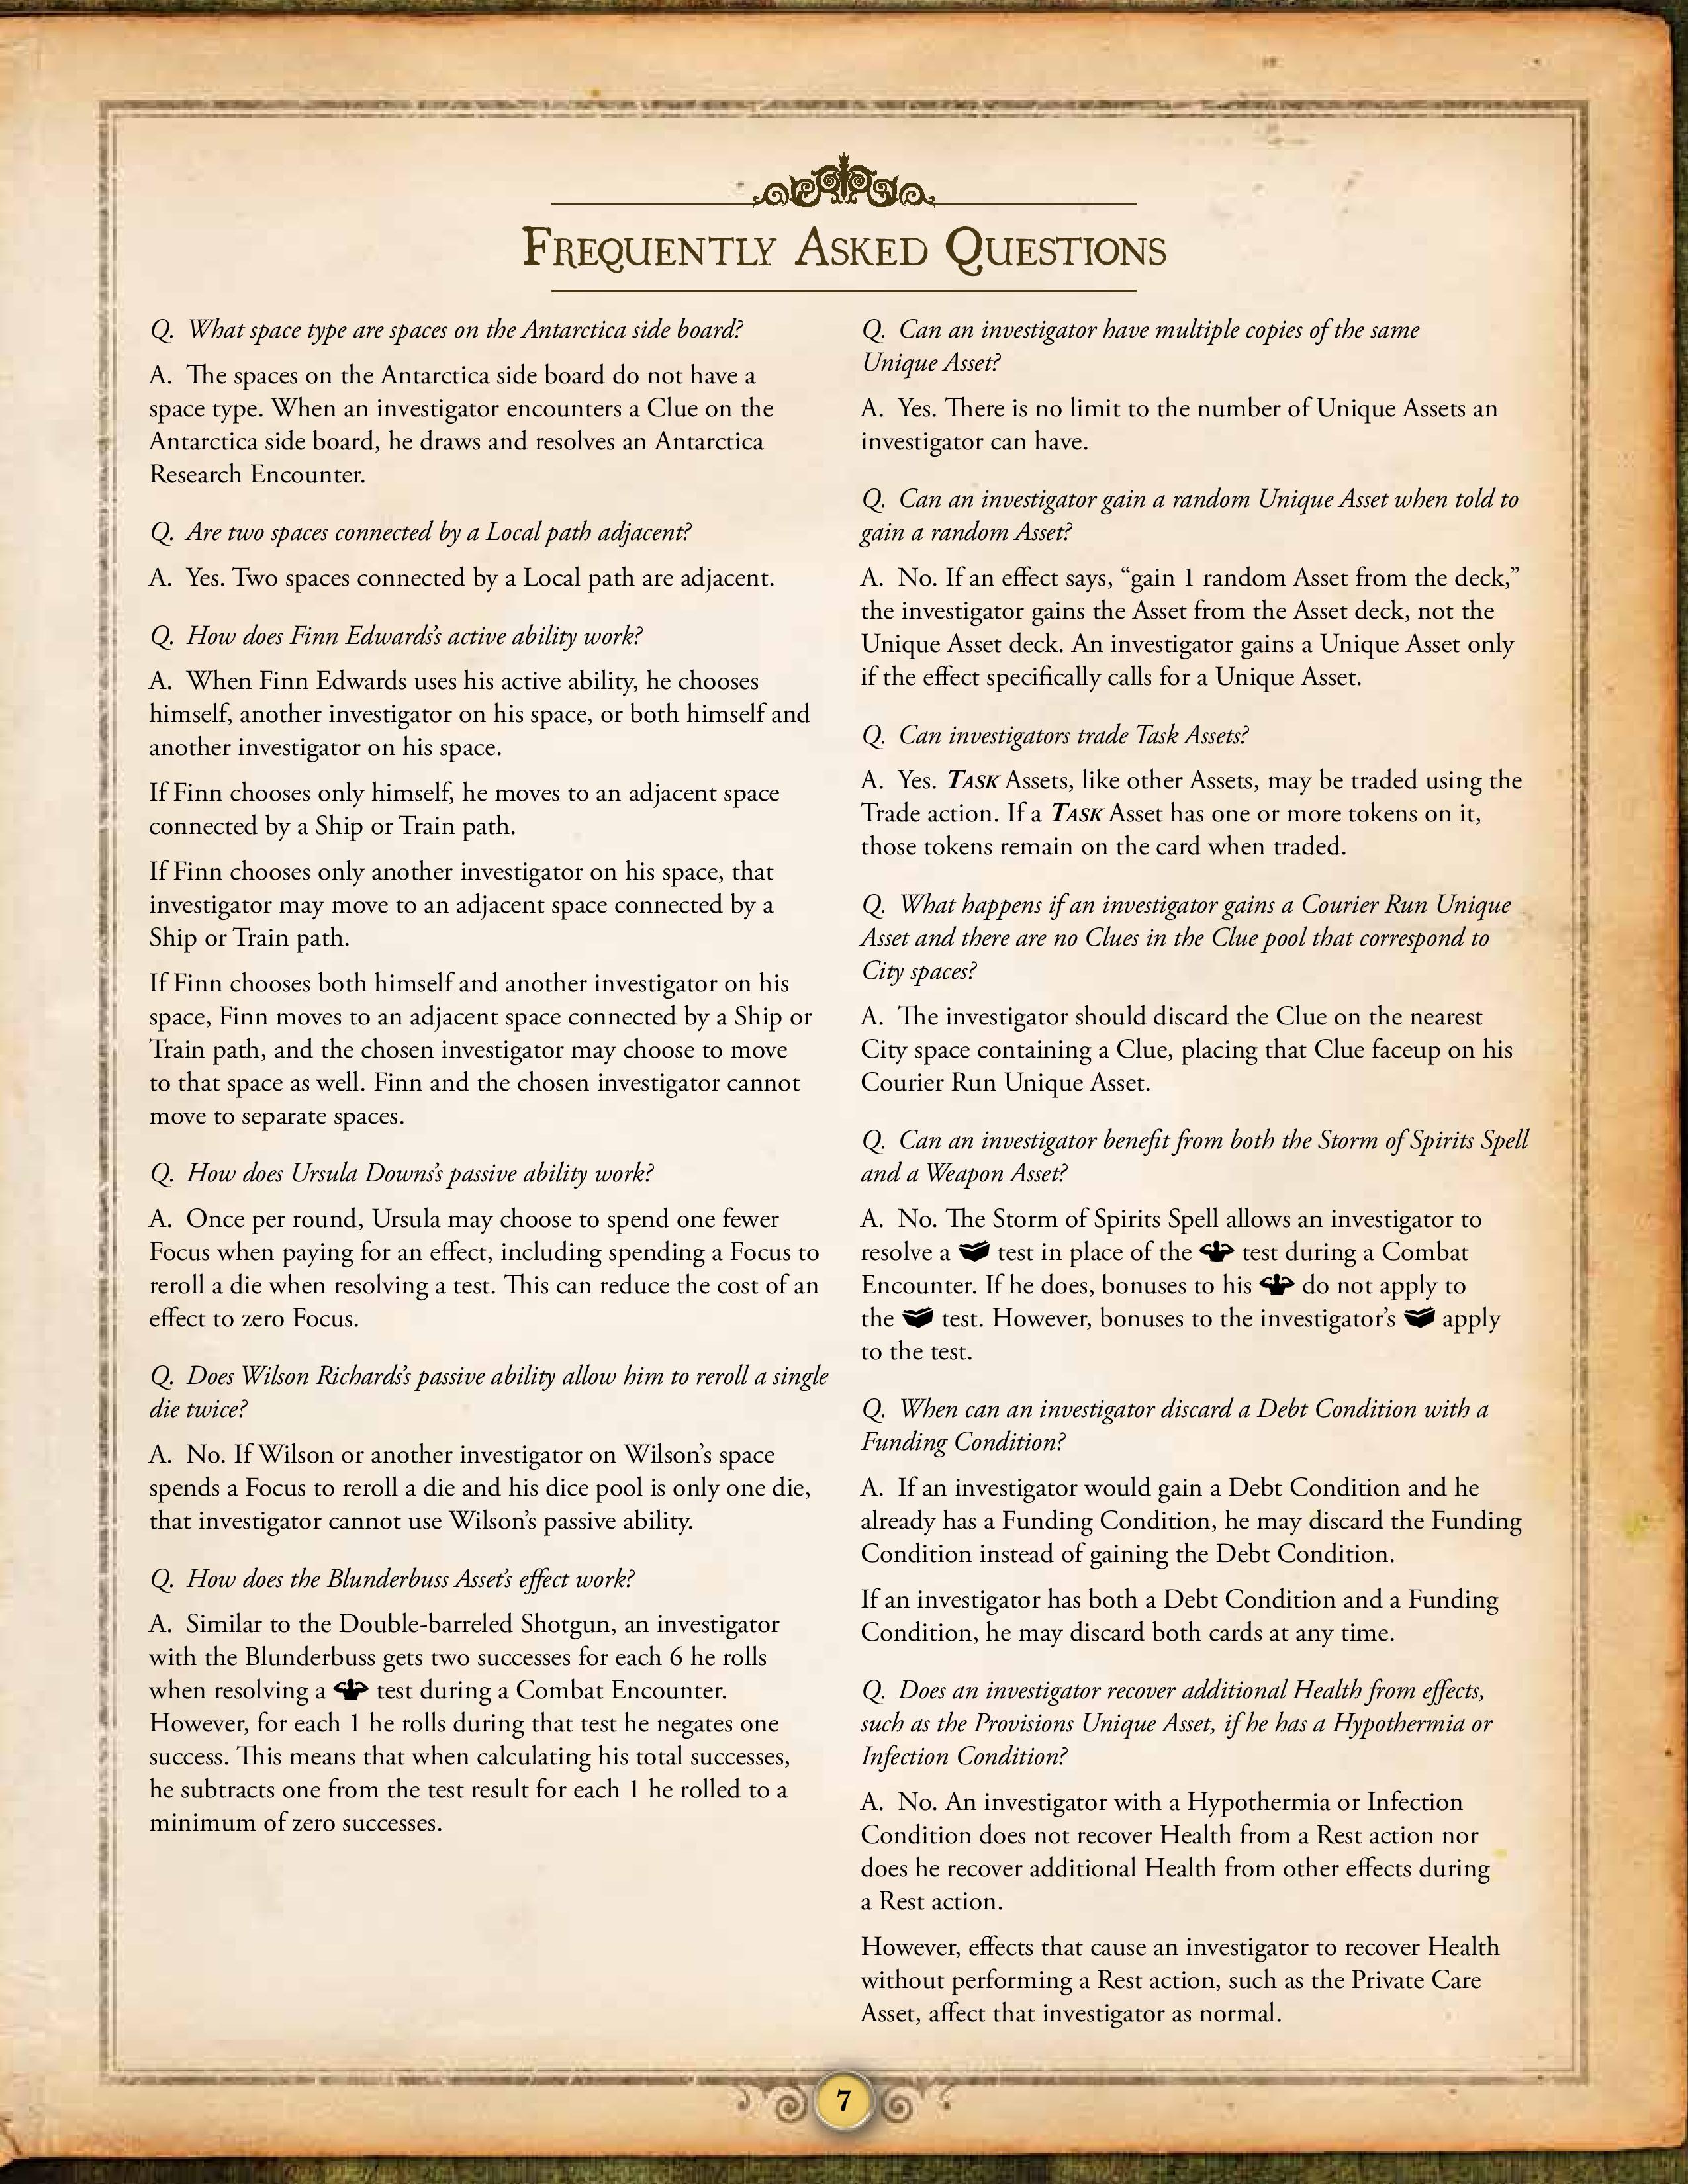 Frequently Asked Questions
Q. What space type are spaces on the Antarctica side board?
A. The spaces on the Antarctica side board do not have a
space type. When an investigator encounters a Clue on the
Antarctica side board, he draws and resolves an Antarctica
Research Encounter.
Q. Are two spaces connected by a Local path adjacent?
A. Yes. Two spaces connected by a Local path are adjacent.
Q. How does Finn Edwards's active ability work?
A. When Finn Edwards uses his active ability, he chooses
himself, another investigator on his space, or both himself and
another investigator on his space.
If Finn chooses only himself, he moves to an adjacent space
connected by a Ship or Train path.
If Finn chooses only another investigator on his space, that
investigator may move to an adjacent space connected by a
Ship or Train path.
If Finn chooses both himself and another investigator on his
space, Finn moves to an adjacent space connected by a Ship or
Train path, and the chosen investigator may choose to move
to that space as well. Finn and the chosen investigator cannot
move to separate spaces.
Q. How does Ursula Downs's passive ability work?
A. Once per round, Ursula may choose to spend one fewer
Focus when paying for an effect, including spending a Focus to
reroll a die when resolving a test. This can reduce the cost of an
effect to zero Focus.
Q. Does Wilson Richards's passive ability allow him to reroll a single
die twice?
A. No. If Wilson or another investigator on Wilson's space
spends a Focus to reroll a die and his dice pool is only one die,
that investigator cannot use Wilson's passive ability.
Q. How does the Blunderbuss Asset's effect work?
A. Similar to the Double-barreled Shotgun, an investigator
with the Blunderbuss gets two successes for each 6 he rolls
when resolving a test during a Combat Encounter.
However, for each 1 he rolls during that test he negates one
success. This means that when calculating his total successes,
he subtracts one from the test result for each 1 he rolled to a
minimum of zero successes.
Q. Can an investigator have multiple copies of the same
Unique Asset?
A. Yes. There is no limit to the number of Unique Assets an
investigator can have.
Q. Can an investigator gain a random Unique Asset when told to
gain a random Asset?
A. No. If an effect says, “gain 1 random Asset from the deck,”
the investigator gains the Asset from the Asset deck, not the
Unique Asset deck. An investigator gains a Unique Asset only
if the effect specifically calls for a Unique Asset.
Q. Can investigators trade Task Assets?
A. Yes. Task Assets, like other Assets, may be traded using the
Trade action. If a Task Asset has one or more tokens on it,
those tokens remain on the card when traded.
Q. What happens if an investigator gains a Courier Run Unique
Asset and there are no Clues in the Clue pool that correspond to
City spaces?
A. The investigator should discard the Clue on the nearest
City space containing a Clue, placing that Clue faceup on his
Courier Run Unique Asset.
Q. Can an investigator benefit from both the Storm of Spirits Spell
and a Weapon Asset?
A. No. The Storm of Spirits Spell allows an investigator to
resolve a test in place of the test during a Combat
Encounter. If he does, bonuses to his do not apply to
the test. However, bonuses to the investigator's apply
to the test.
Q. When can an investigator discard a Debt Condition with a
Funding Condition?
A. If an investigator would gain a Debt Condition and he
already has a Funding Condition, he may discard the Funding
Condition instead of gaining the Debt Condition.
If an investigator has both a Debt Condition and a Funding
Condition, he may discard both cards at any time.
Q. Does an investigator recover additional Health from effects,
such as the Provisions Unique Asset, if he has a Hypothermia or
Infection Condition?
A. No. An investigator with a Hypothermia or Infection
Condition does not recover Health from a Rest action nor
does he recover additional Health from other effects during
a Rest action.
However, effects that cause an investigator to recover Health
without performing a Rest action, such as the Private Care
Asset, affect that investigator as normal.
7